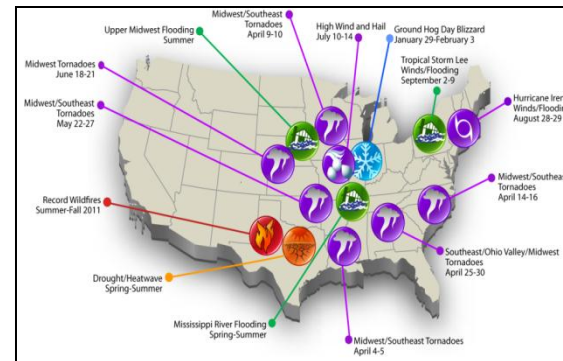 Upper Midwest Flooding
Summer
Midwest/Southeast
Tornadoes
April 9-10
High Wind and Hail
July 10-14
Ground Hog Day Blizzard
January 29-February 3
Tropical Storm Lee
Winds/Flooding
September 2-9
Hurricane Iren
Winds/Floodin
August 28-29
Midwest Tornadoes
June 18-21
Midwest/Southeast
Tornadoes
May 22-27
Midwest/Southeast
Tornadoes
April 14-16
Record Wildfires
Summer-Fall 2011
Southeast/Ohio Valley/Midwest
Tornadoes
April 25-30
Drought/Heatwave
Spring-Summer
Mississippi River Flooding
Spring-Summer
Midwest/Southeast Tornadoes
April 4-5